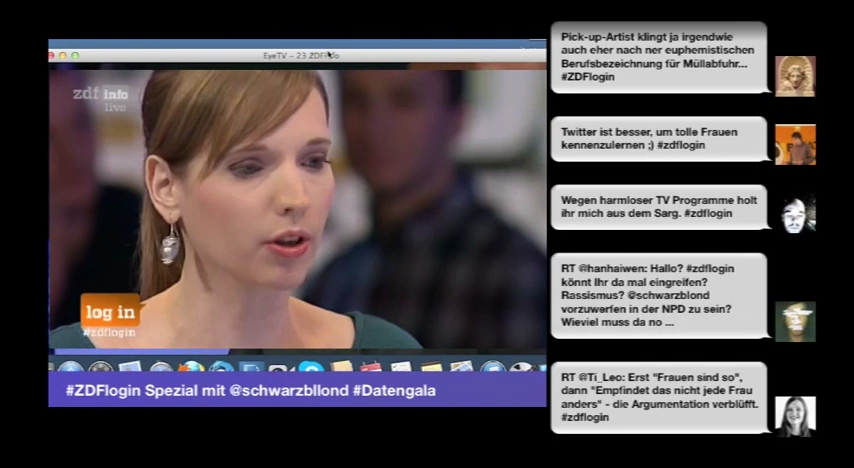 EyeTV – 23 ZDFinfo
zdf info
live
log in
#zdflogin
#ZDFlogin Spezial mit @schwarzbllond #Datengala
Pick-up-Artist klingt ja irgendwie
auch eher nach ner euphemistischen
Berufsbezeichnung für Müllabfuhr...
#ZDFlogin
Twitter ist besser, um tolle Frauen
kennenzulernen ;) #zdflogin
Wegen harmloser TV Programme holt
ihr mich aus dem Sarg. #zdflogin
RT @hanhaiwen: Hallo? #zdflogin
könnt Ihr da mal eingreifen?
Rassismus? @schwarzblond
vorzuwerfen in der NPD zu sein?
Wieviel muss da no ...
RT @Ti_Leo: Erst "Frauen sind so",
dann "Empfindet das nicht jede Frau
anders" - die Argumentation verblüfft.
#zdflogin